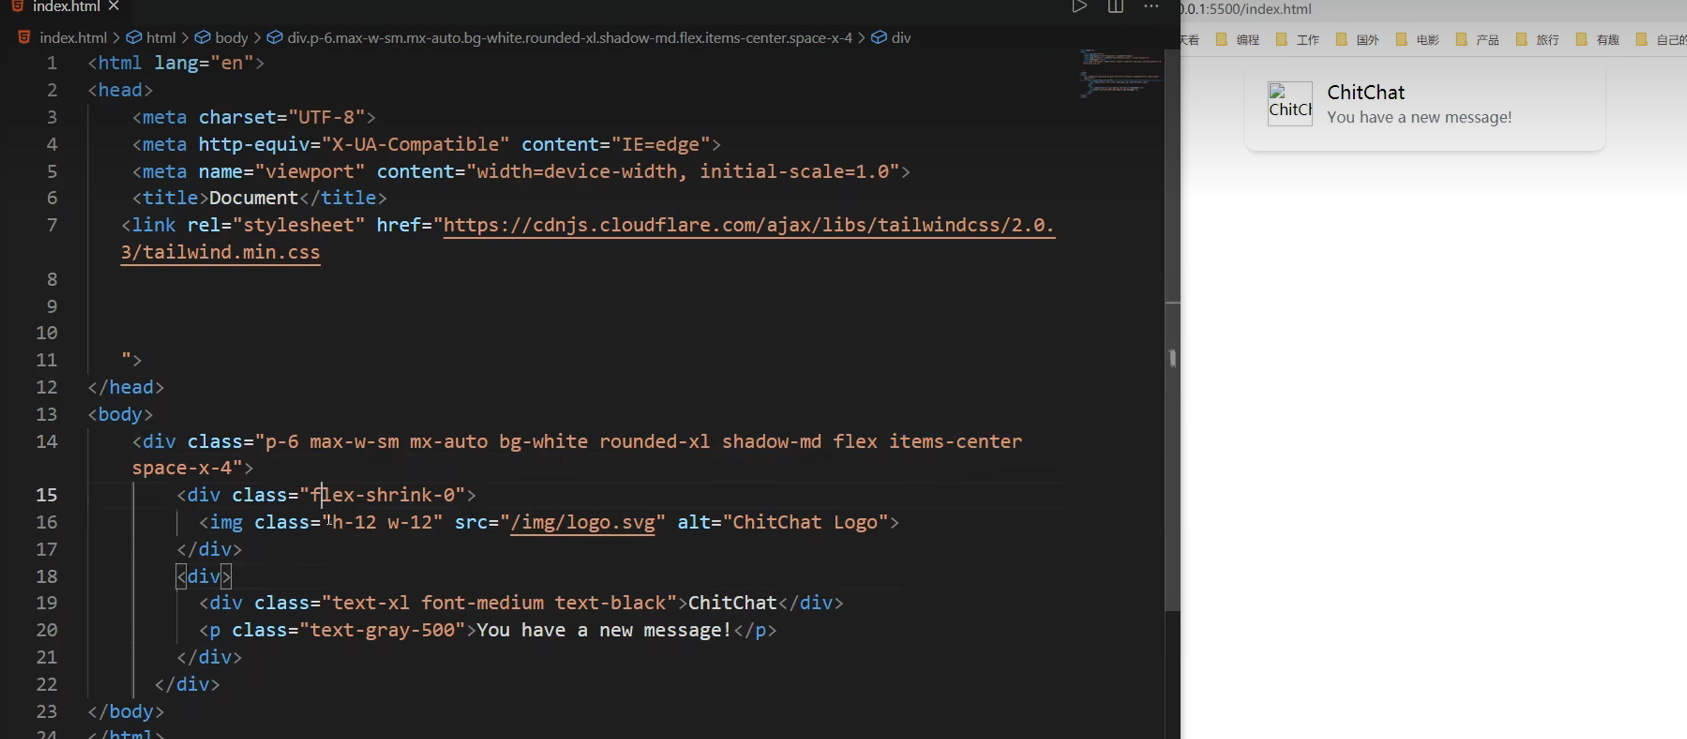 index.html
index.html > html > body > div.p-6.max-w-sm.mx-auto.bg-white.rounded-xl.shadow-md.flex.items-center.space-x-4 > div
1 <html lang="en">
2 <head>
3 <meta charset="UTF-8">
4 <meta http-equiv="X-UA-Compatible" content="IE=edge">
5 <meta name="viewport" content="width=device-width, initial-scale=1.0">
6 <title>Document</title>
7 <link rel="stylesheet" href="https://cdnjs.cloudflare.com/ajax/libs/tailwindcss/2.0.
3/tailwind.min.css
8
9
10
11 ">
12 </head>
13 <body>
14 <div class="p-6 max-w-sm mx-auto bg-white rounded-xl shadow-md flex items-center
space-x-4">
15 <div class="flex-shrink-0">
16 <img class="h-12 w-12" src="/img/logo.svg" alt="ChitChat Logo">
17 </div>
18 <div>
19 <div class="text-xl font-medium text-black">ChitChat</div>
20 <p class="text-gray-500">You have a new message!</p>
21 </div>
22 </div>
23 </body>
24 </html>
0.0.1:5500/index.html
天看 编程 工作 国外 电影 产品 旅行 有趣 自己的
ChitCh
ChitChat
You have a new message!